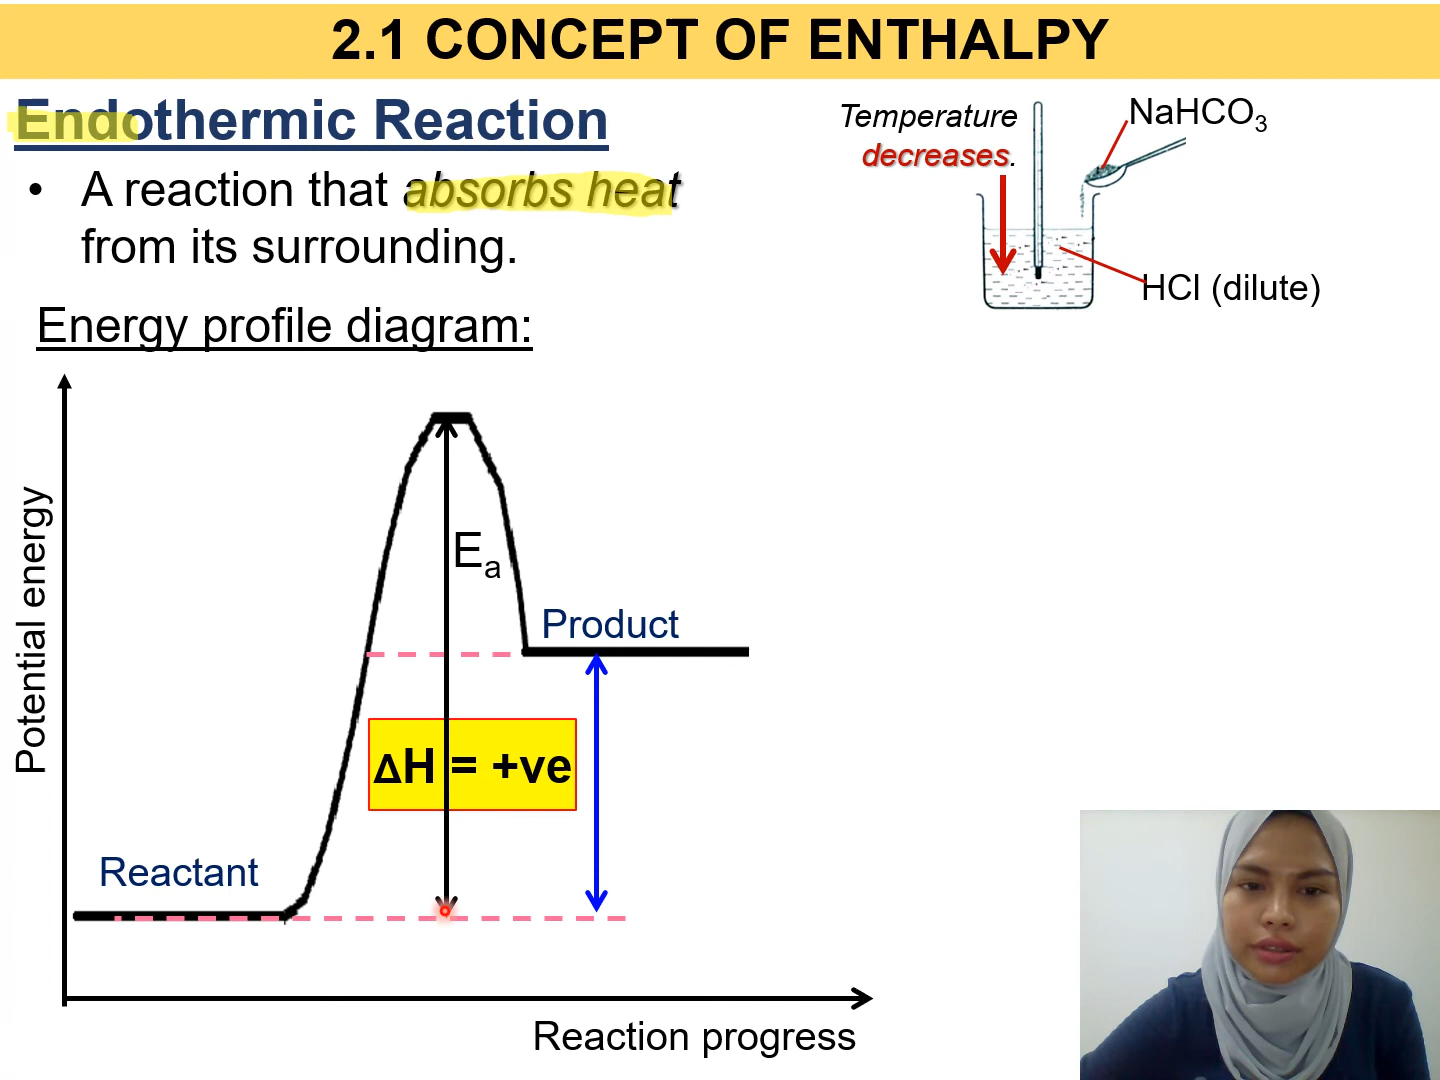 2.1 CONCEPT OF ENTHALPY
Endothermic Reaction
• A reaction that absorbs heat
from its surrounding.
Temperature
decreases.
NaHCO₃
HCl (dilute)
Energy profile diagram:
Potential energy
Eₐ
Product
ΔH = +ve
Reactant
Reaction progress